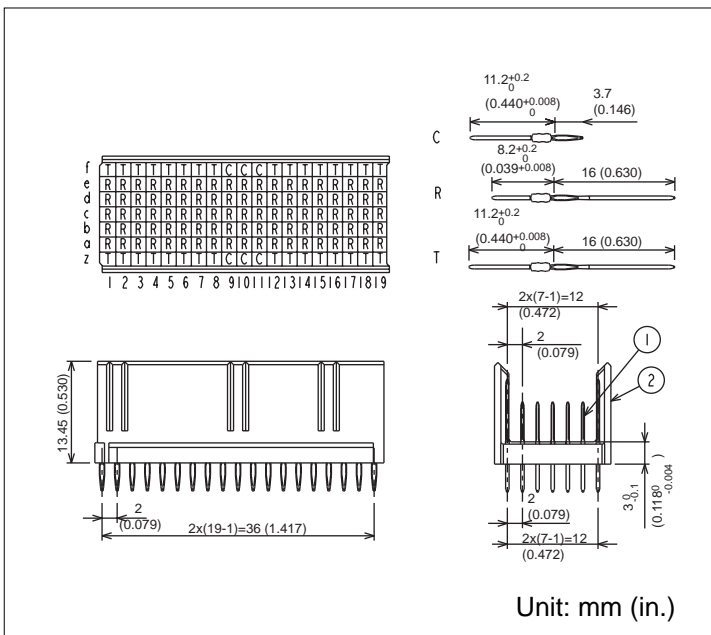 11.2+0.2 0
(0.440+0.008 0)
3.7
(0.146)
C
8.2+0.2 0
(0.039+0.008)
16 (0.630)
R
11.2+0.2 0
(0.440+0.008 0)
16 (0.630)
T
f T T T T T T T T C C C T T T T T T T T
e R R R R R R R R R R R R R R R R R R R
d R R R R R R R R R R R R R R R R R R R
c R R R R R R R R R R R R R R R R R R R
b R R R R R R R R R R R R R R R R R R R
a R R R R R R R R R R R R R R R R R R R
z T T T T T T T T C C C T T T T T T T T
1 2 3 4 5 6 7 8 9 10 11 12 13 14 15 16 17 18 19
2x(7-1)=12
(0.472)
2
(0.079)
1
2
13.45 (0.530)
2
(0.079)
2x(19-1)=36 (1.417)
2
(0.079)
2x(7-1)=12
(0.472)
3 0 -0.1
(0.118 0 -0.004)
Unit: mm (in.)